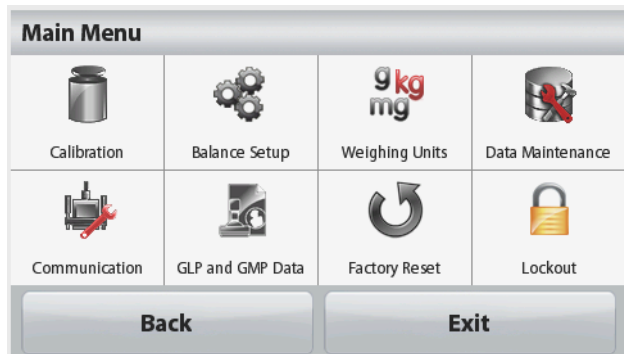 Main Menu
g kg
mg
Calibration
Balance Setup
Weighing Units
Data Maintenance
Communication
GLP and GMP Data
Factory Reset
Lockout
Back
Exit